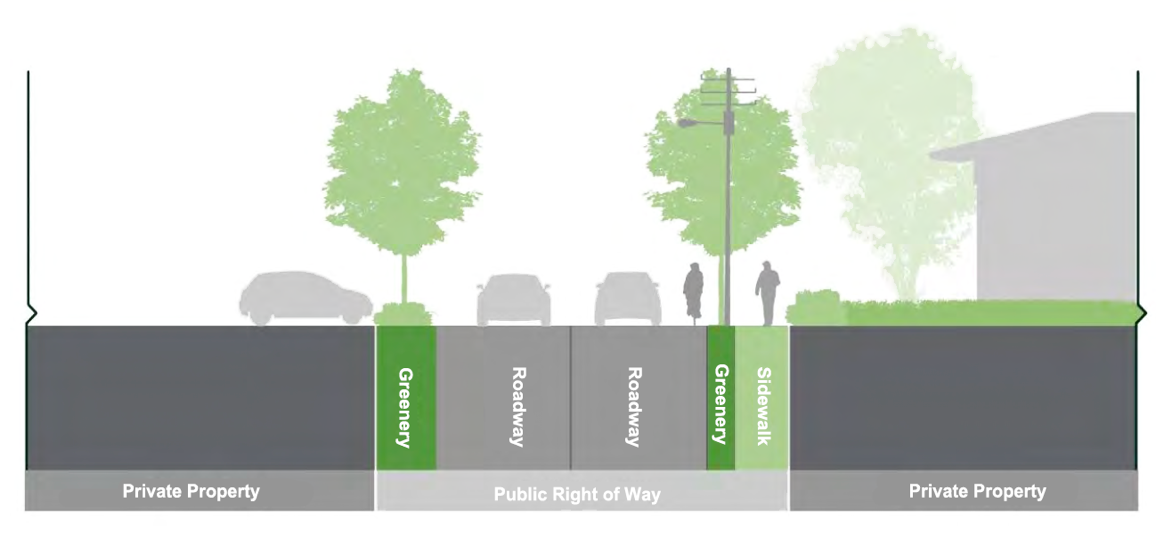 Greenery
Roadway
Roadway
Greenery
Sidewalk
Private Property
Public Right of Way
Private Property